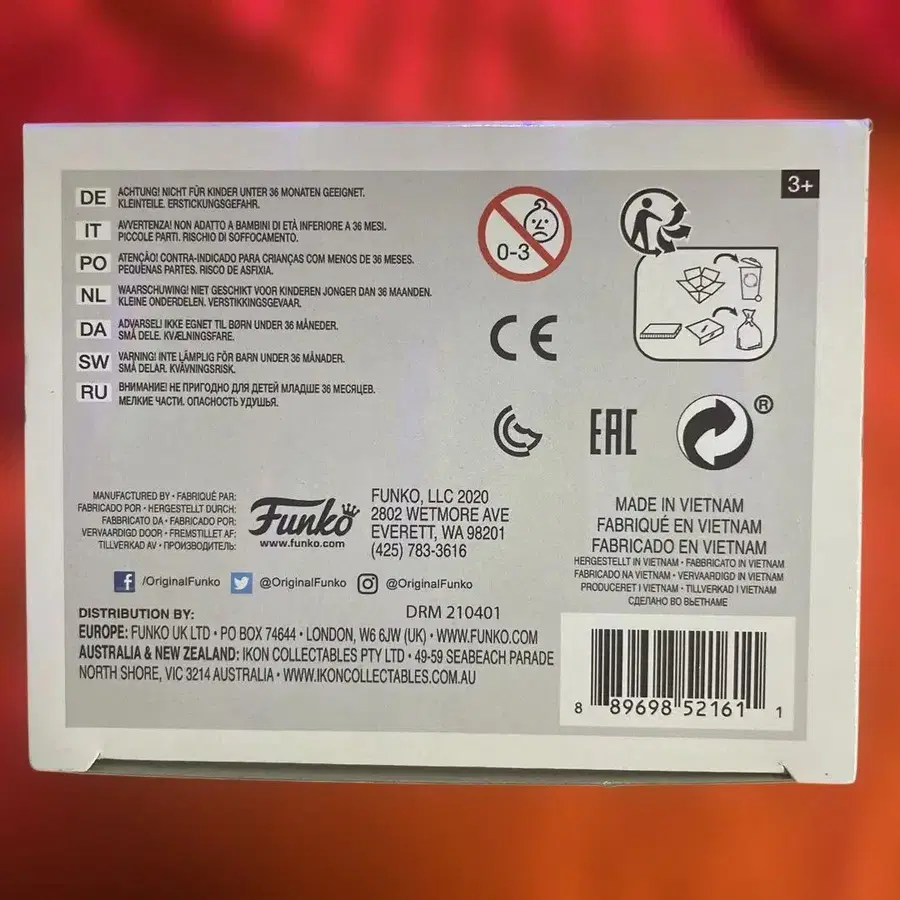 3+
DE ACHTUNG! NICHT FÜR KINDER UNTER 36 MONATEN GEEIGNET.
KLEINTEILE. ERSTICKUNGSGEFAHR.
IT AVVERTENZA! NON ADATTO A BAMBINI DI ETÀ INFERIORE A 36 MESI.
PICCOLE PARTI. RISCHIO DI SOFFOCAMENTO.
PO ATENÇÃO! CONTRA-INDICADO PARA CRIANÇAS COM MENOS DE 36 MESES.
PEQUENAS PARTES. RISCO DE ASFIXIA.
NL WAARSCHUWING! NIET GESCHIKT VOOR KINDEREN JONGER DAN 36 MAANDEN.
KLEINE ONDERDELEN. VERSTIKKINGSGEVAAR.
DA ADVARSEL! IKKE EGNET TIL BØRN UNDER 36 MÅNEDER.
SMÅ DELE. KVÆLNINGSFARE.
SW VARNING! INTE LÄMPLIG FÖR BARN UNDER 36 MÅNADER.
SMÅ DELAR. KVÄVNINGSRISK.
RU ВНИМАНИЕ! НЕ ПРИГОДНО ДЛЯ ДЕТЕЙ МЛАДШЕ 36 МЕСЯЦЕВ.
МЕЛКИЕ ЧАСТИ. ОПАСНОСТЬ УДУШЬЯ.
0-3
CE
EAC
®
MANUFACTURED BY • FABRIQUÉ PAR:
FABRICADO POR • HERGESTELLT DURCH:
FABRICATO DA • FABRICADO POR:
VERVAARDIGD DOOR • FREMSTILLET AF:
TILLVERKAD AV • ПРОИЗВОДИТЕЛЬ:
Funko
www.funko.com
FUNKO, LLC 2020
2802 WETMORE AVE
EVERETT, WA 98201
(425) 783-3616
/OriginalFunko @OriginalFunko @OriginalFunko
DRM 210401
DISTRIBUTION BY:
EUROPE: FUNKO UK LTD • PO BOX 74644 • LONDON, W6 6JW (UK) • WWW.FUNKO.COM
AUSTRALIA & NEW ZEALAND: IKON COLLECTABLES PTY LTD • 49-59 SEABEACH PARADE
NORTH SHORE, VIC 3214 AUSTRALIA • WWW.IKONCOLLECTABLES.COM.AU
MADE IN VIETNAM
FABRIQUÉ EN VIETNAM
FABRICADO EN VIETNAM
HERGESTELLT IN VIETNAM • FABBRICATO IN VIETNAM
FABRICADO NA VIETNAM • VERVAARDIGD IN VIETNAM
PRODUCERET I VIETNAM • TILLVERKAD I VIETNAM
СДЕЛАНО ВО ВЬЕТНАМЕ
8 89698 52161 1